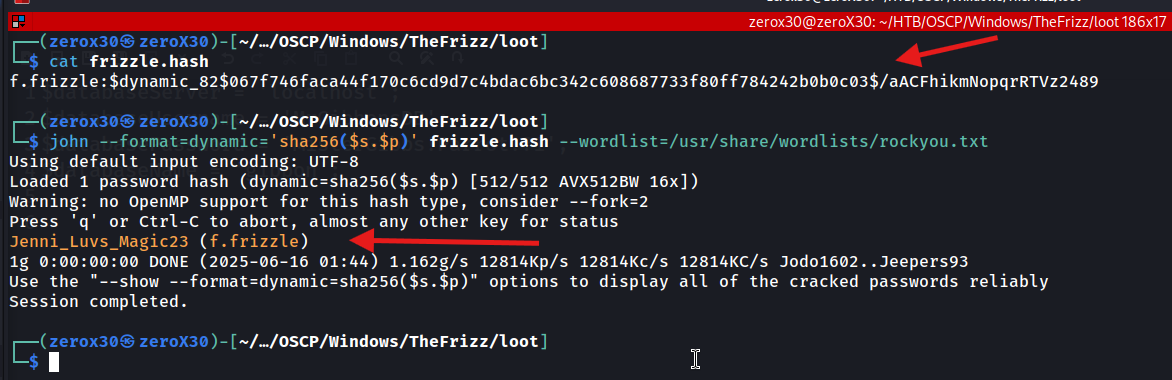 zerox30@zeroX30: ~/HTB/OSCP/Windows/TheFrizz/loot 186x17
┌──(zerox30㉿zeroX30)-[~/…/OSCP/Windows/TheFrizz/loot]
└─$ cat frizzle.hash
f.frizzle:$dynamic_82$067f746faca44f170c6cd9d7c4bdac6bc342c608687733f80ff784242b0b0c03$/aACFhikmNopqrRTVz2489
┌──(zerox30㉿zeroX30)-[~/…/OSCP/Windows/TheFrizz/loot]
└─$ john --format=dynamic='sha256($s.$p)' frizzle.hash --wordlist=/usr/share/wordlists/rockyou.txt
Using default input encoding: UTF-8
Loaded 1 password hash (dynamic=sha256($s.$p) [512/512 AVX512BW 16x])
Warning: no OpenMP support for this hash type, consider --fork=2
Press 'q' or Ctrl-C to abort, almost any other key for status
Jenni_Luvs_Magic23 (f.frizzle)
1g 0:00:00:00 DONE (2025-06-16 01:44) 1.162g/s 12814Kp/s 12814Kc/s 12814KC/s Jodo1602..Jeepers93
Use the "--show --format=dynamic=sha256($s.$p)" options to display all of the cracked passwords reliably
Session completed.
┌──(zerox30㉿zeroX30)-[~/…/OSCP/Windows/TheFrizz/loot]
└─$